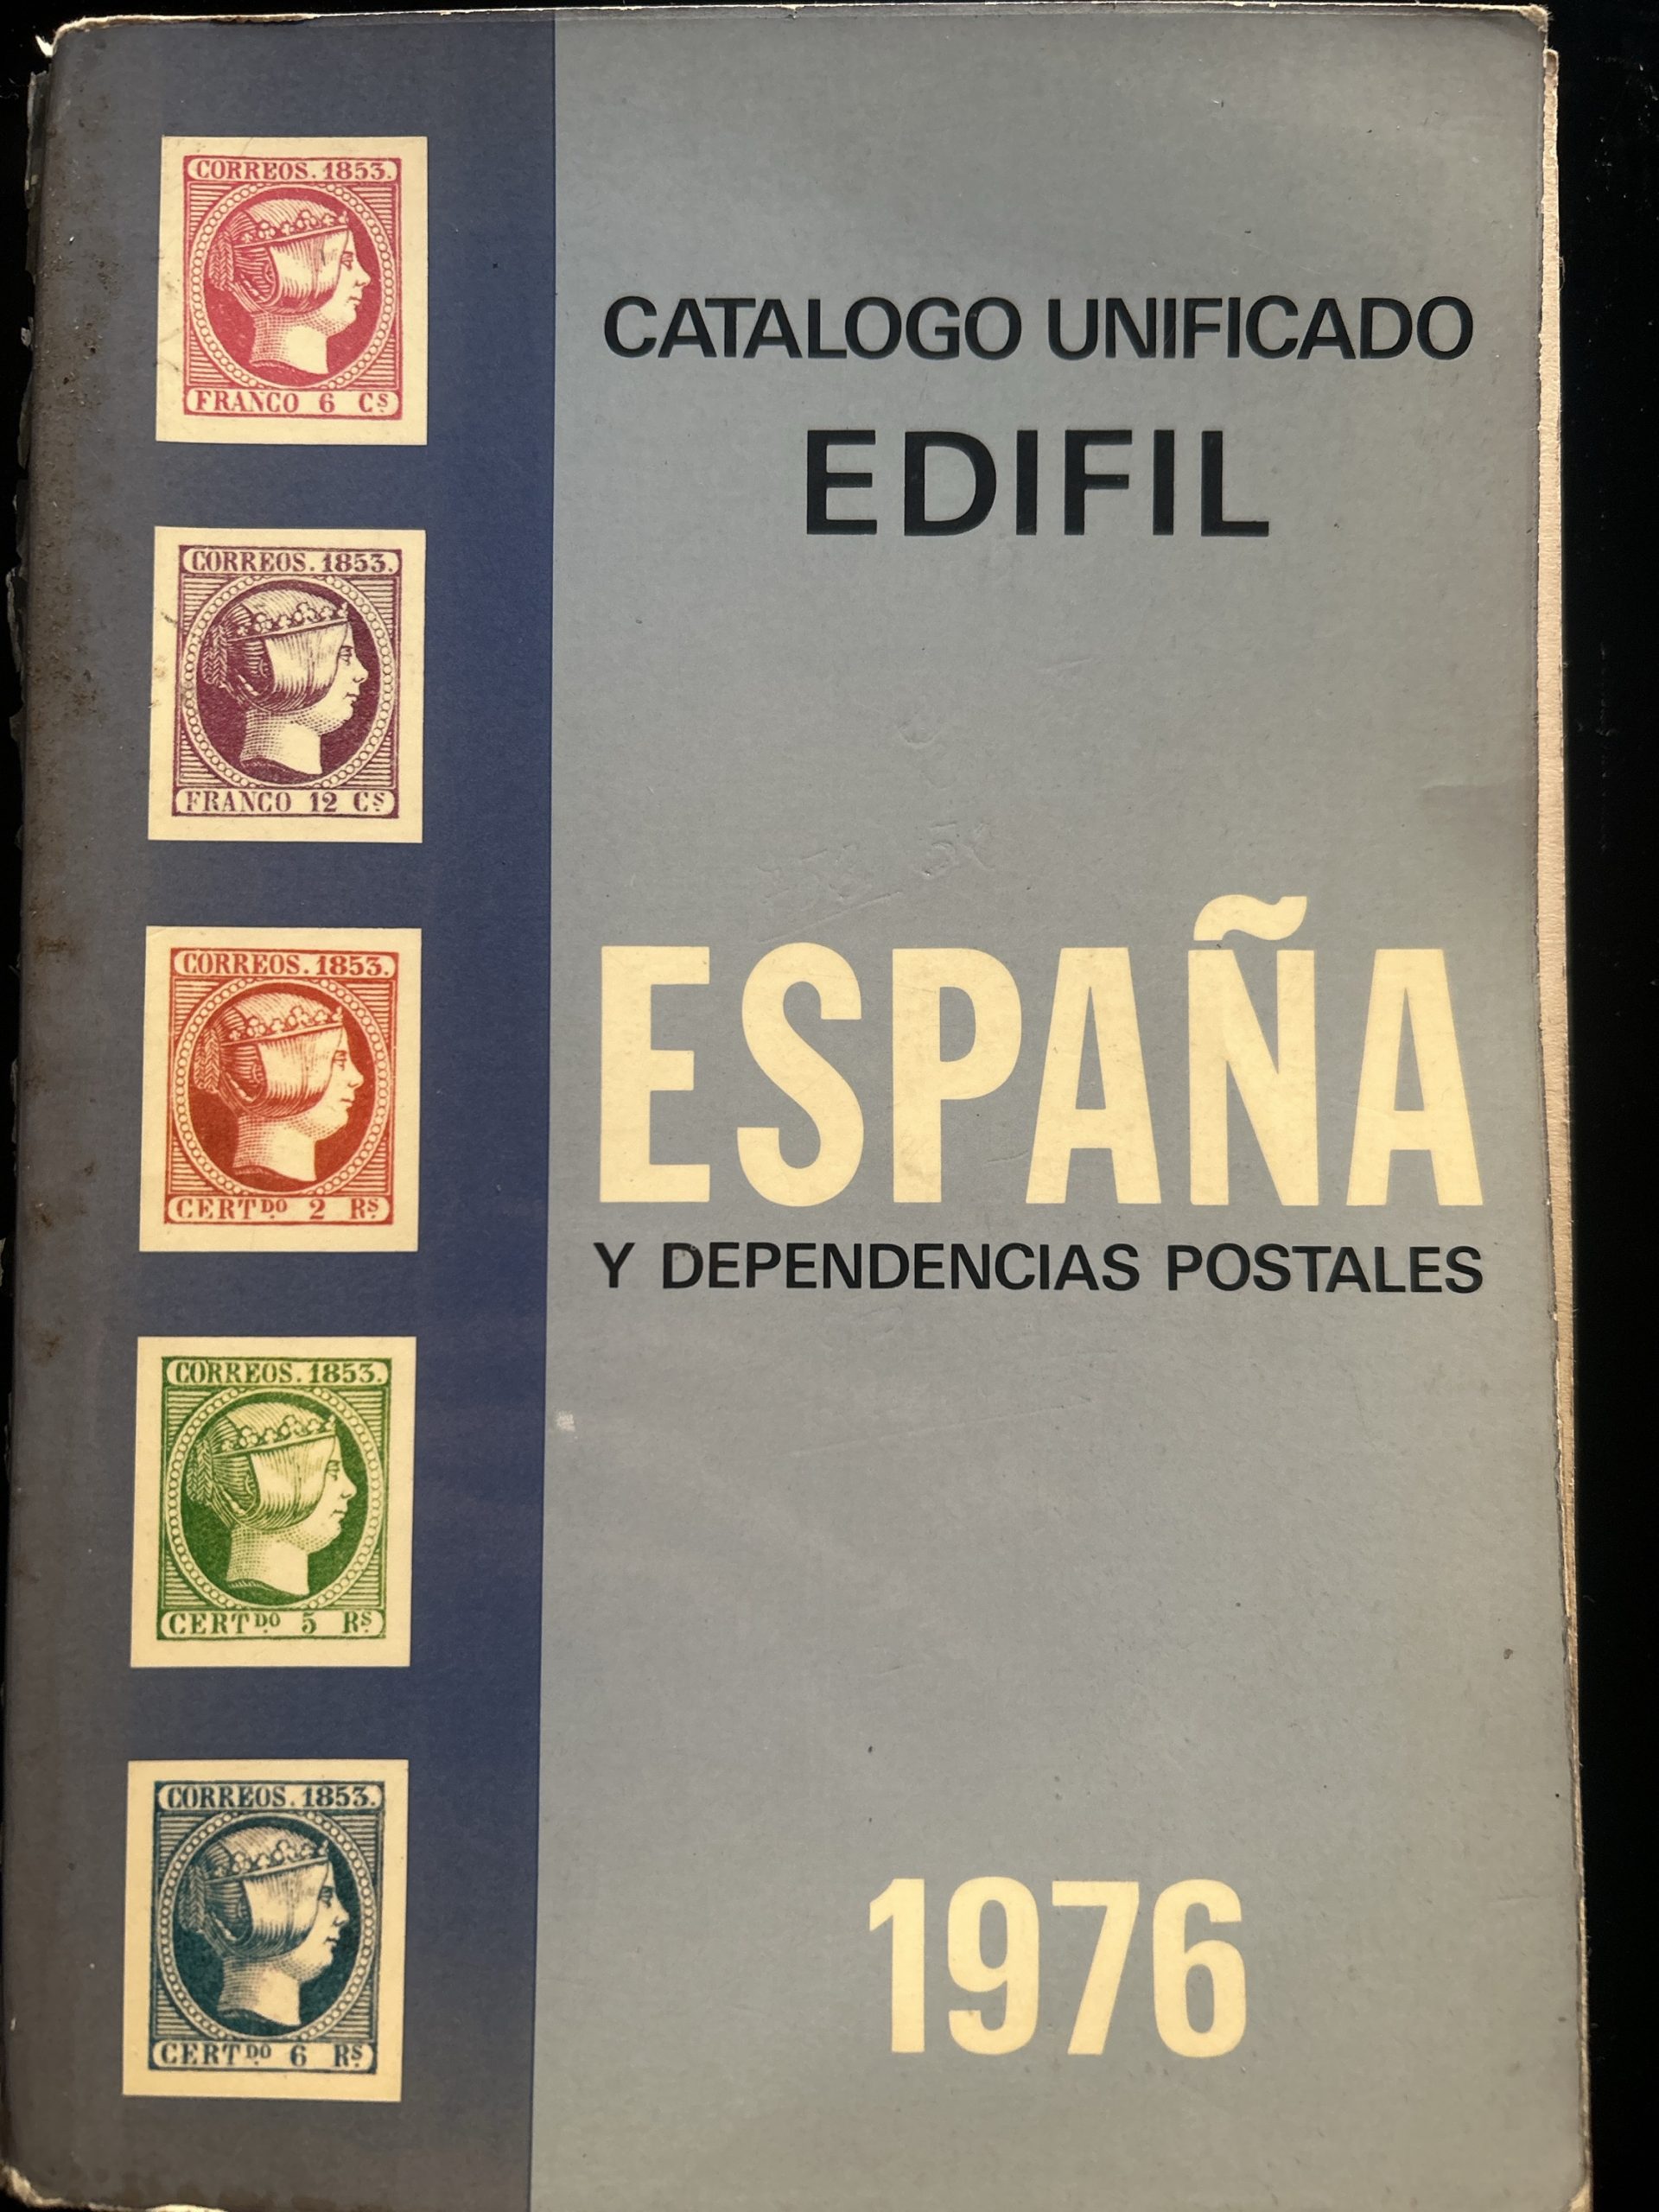 CORREOS. 1853.
FRANCO 6 Cs
CORREOS. 1853.
FRANCO 12 Cs
CORREOS. 1853.
CERTDO 2 Rs
CORREOS. 1853.
CERTDO 5 Rs
CORREOS. 1853.
CERTDO 6 Rs
CATALOGO UNIFICADO
EDIFIL
ESPAÑA
Y DEPENDENCIAS POSTALES
1976